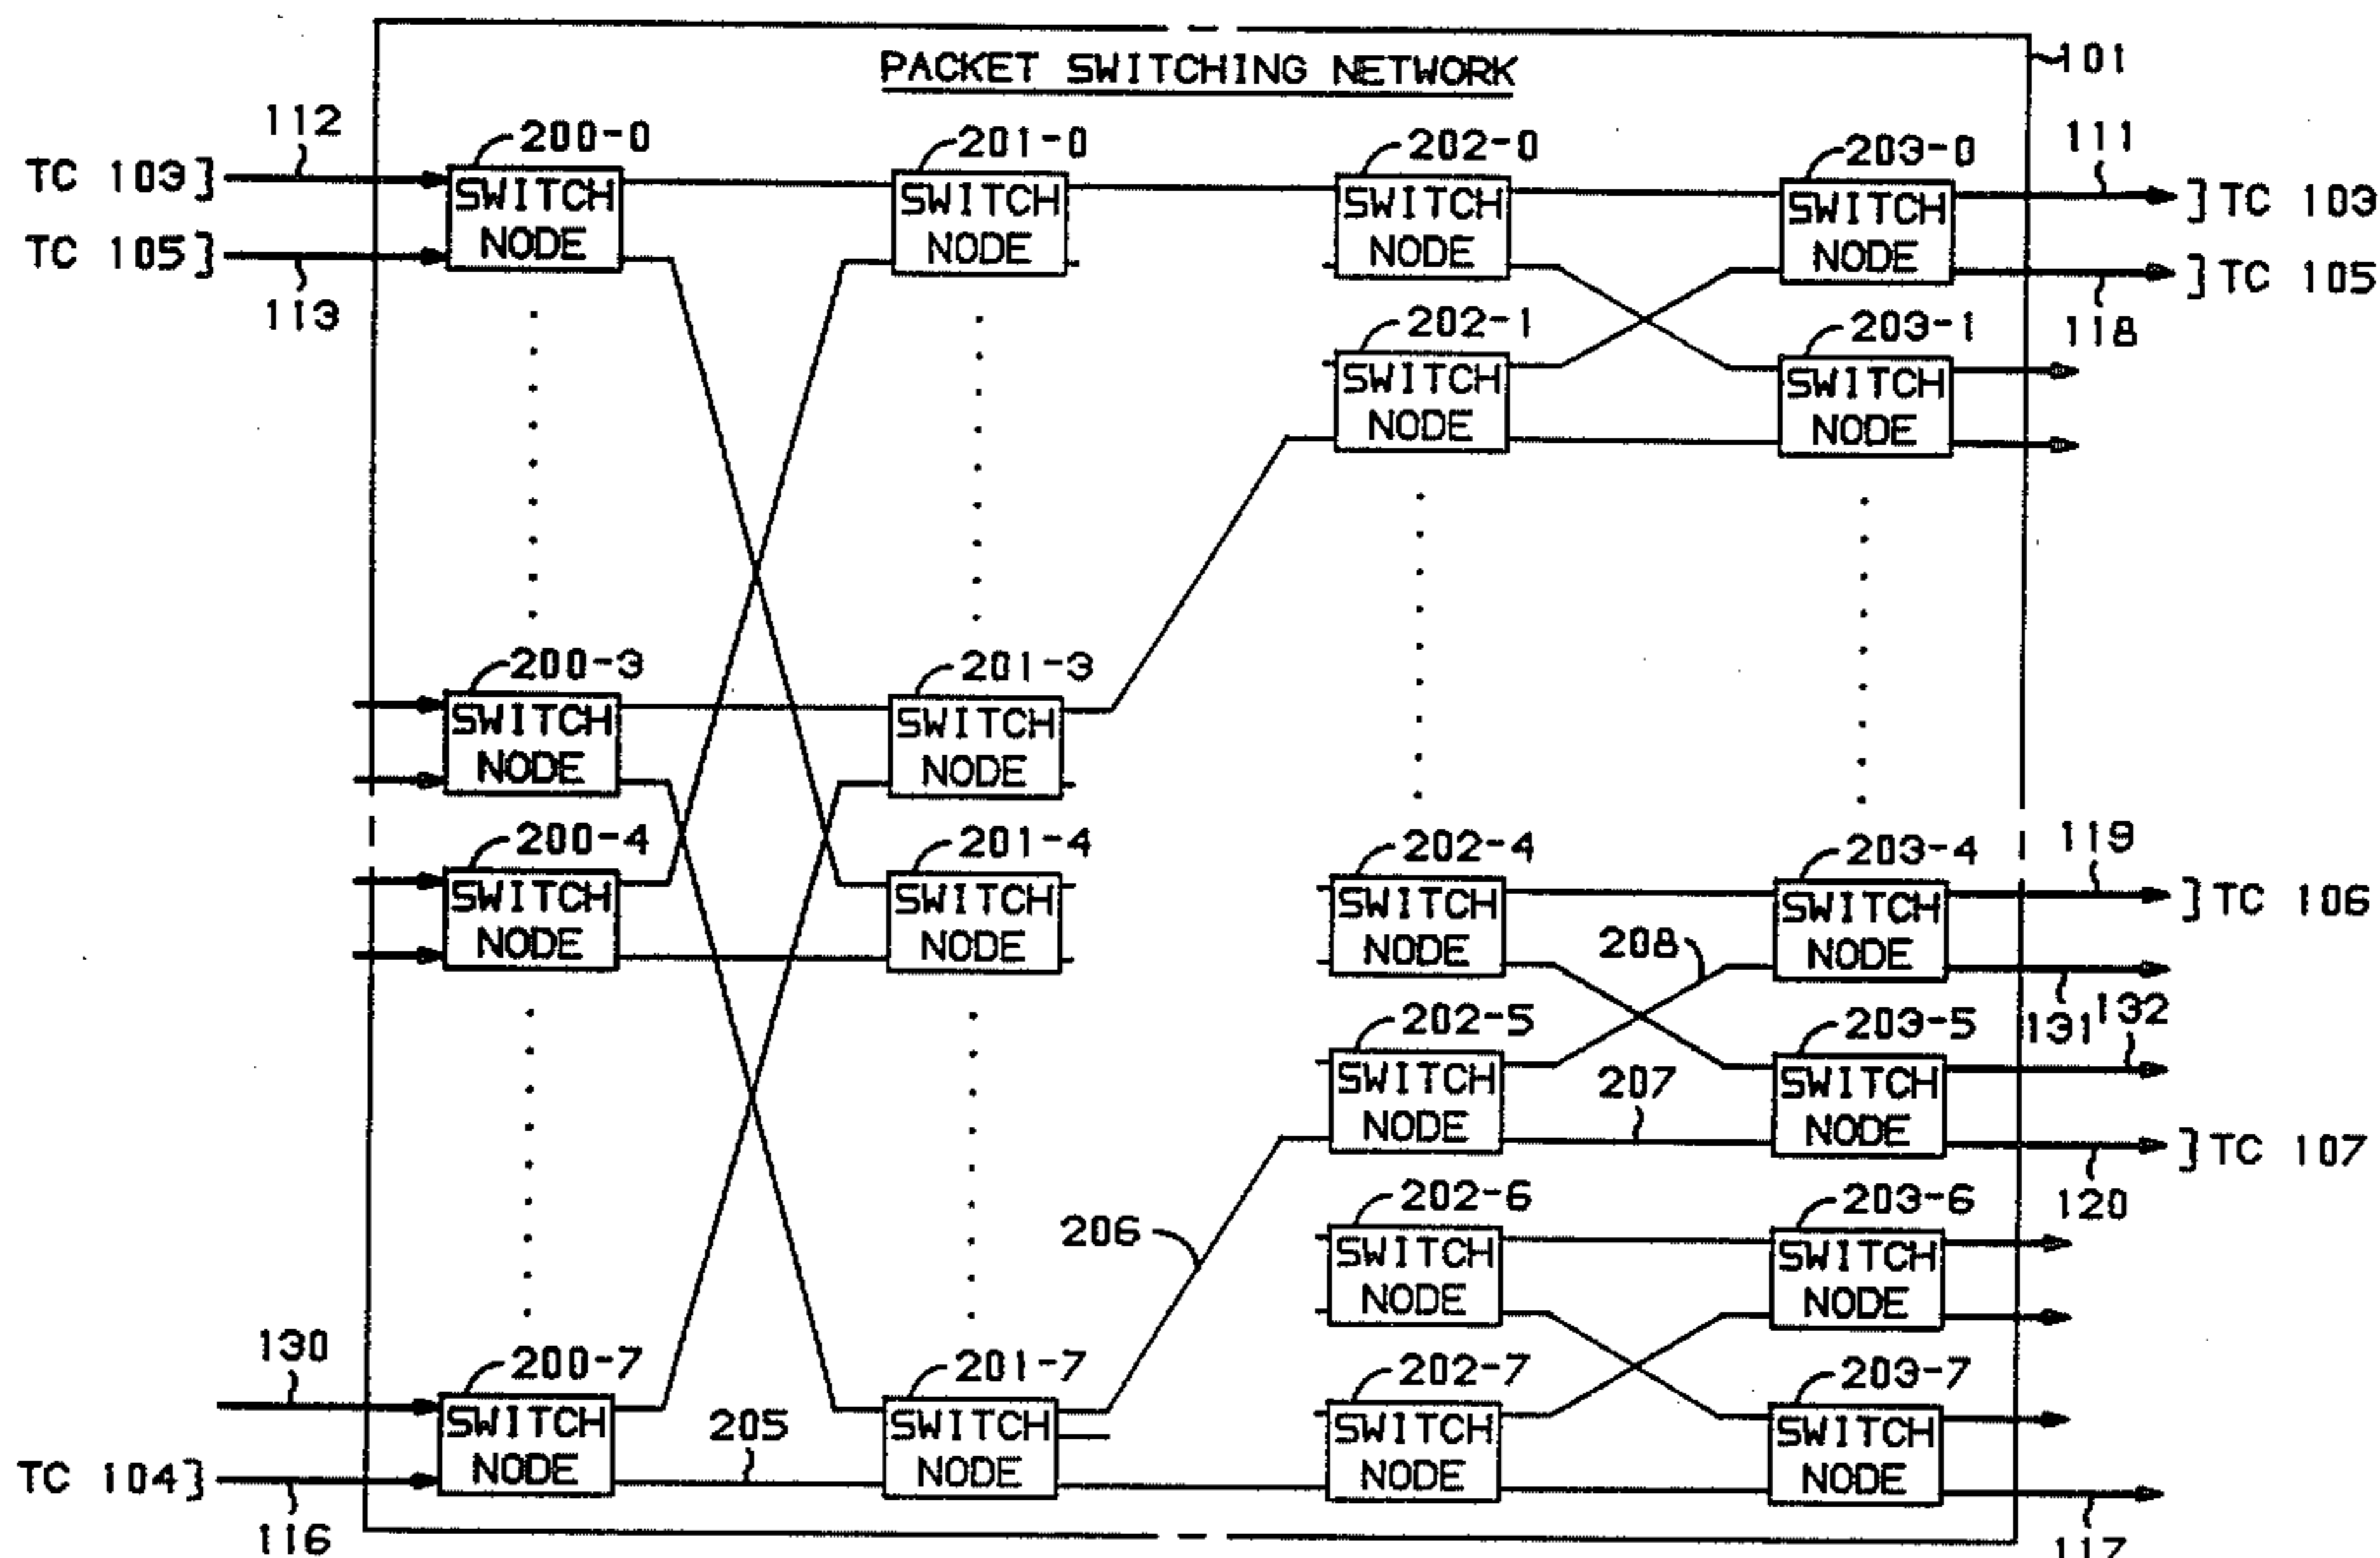 PACKET SWITCHING NETWORK
101
112
TC 103]
TC 105]
113
200-0
SWITCH
NODE
201-0
SWITCH
NODE
202-0
SWITCH
NODE
203-0
SWITCH
NODE
111
]TC 103
]TC 105
118
202-1
SWITCH
NODE
203-1
SWITCH
NODE
200-3
SWITCH
NODE
201-3
SWITCH
NODE
200-4
SWITCH
NODE
201-4
SWITCH
NODE
202-4
SWITCH
NODE
203-4
SWITCH
NODE
119
]TC 106
208
131
132
202-5
SWITCH
NODE
207
203-5
SWITCH
NODE
]TC 107
120
206
202-6
SWITCH
NODE
203-6
SWITCH
NODE
130
TC 104]
116
200-7
SWITCH
NODE
205
201-7
SWITCH
NODE
202-7
SWITCH
NODE
203-7
SWITCH
NODE
117